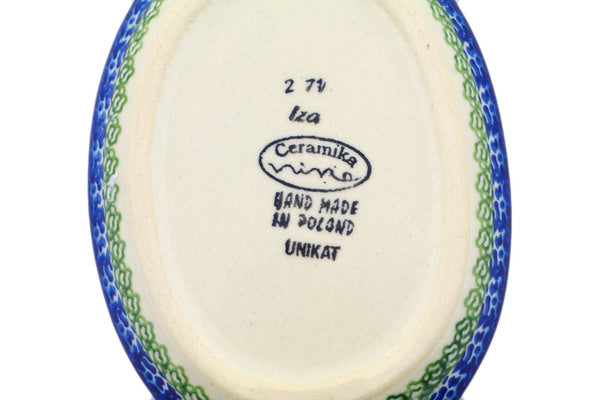 2 71
Iza
Ceramika
HAND MADE
IN POLAND
UNIKAT